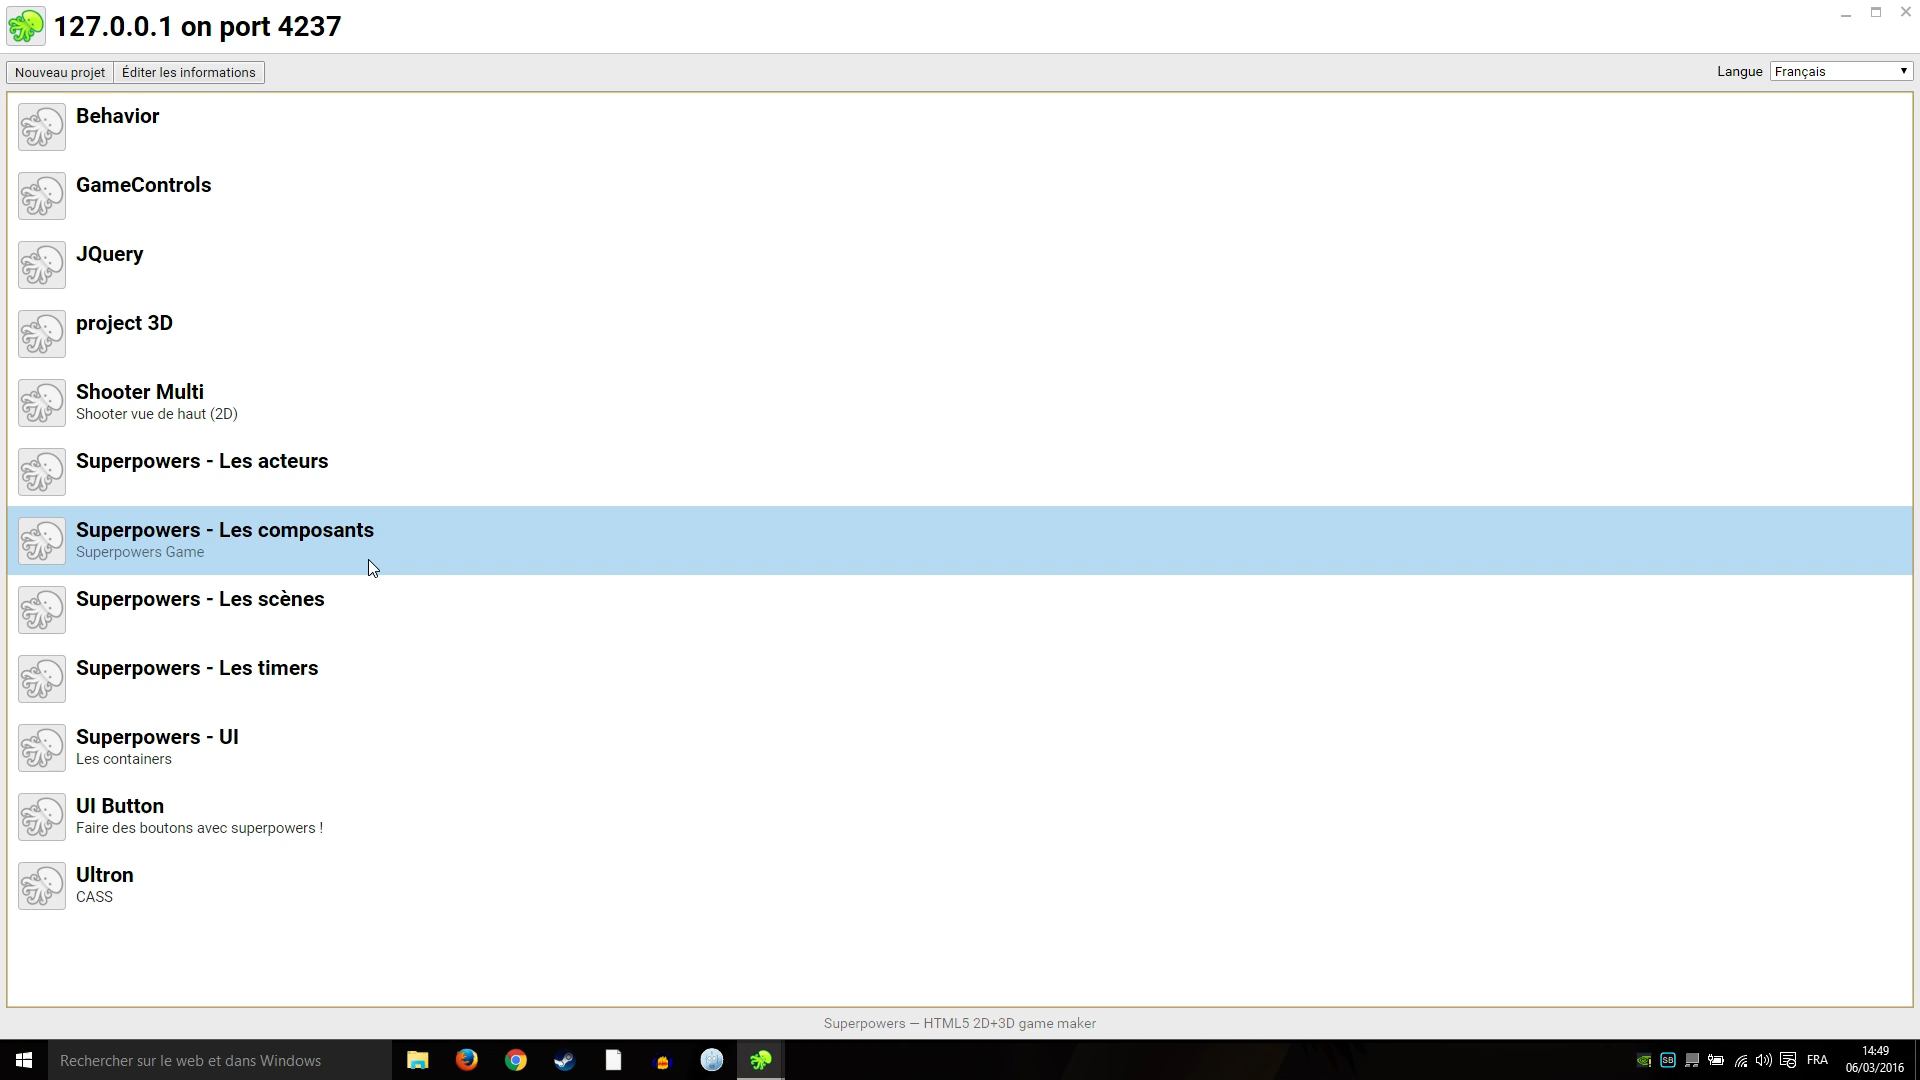 127.0.0.1 on port 4237
Nouveau projet Éditer les informations Langue Français
Behavior
GameControls
JQuery
project 3D
Shooter Multi
Shooter vue de haut (2D)
Superpowers - Les acteurs
Superpowers - Les composants
Superpowers Game
Superpowers - Les scènes
Superpowers - Les timers
Superpowers - UI
Les containers
UI Button
Faire des boutons avec superpowers !
Ultron
CASS
Superpowers — HTML5 2D+3D game maker
Rechercher sur le web et dans Windows SB FRA 14:49
06/03/2016